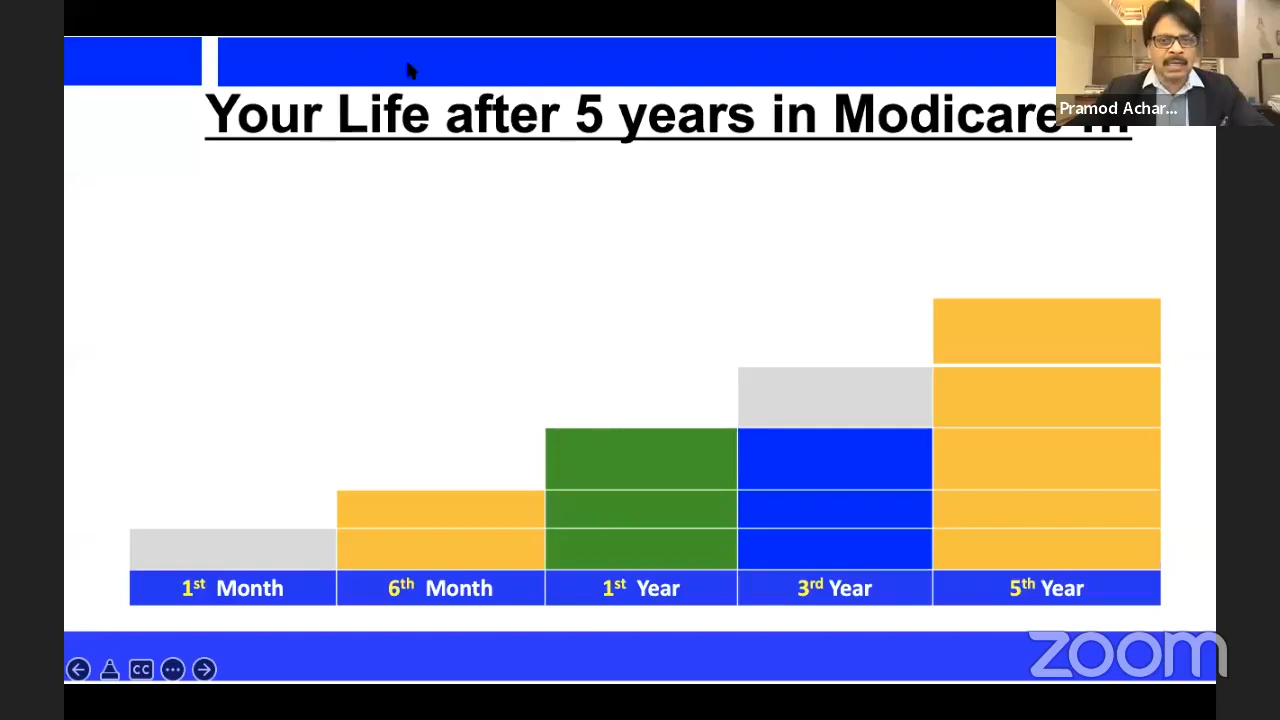 Your Life after 5 years in Modicare ...
Pramod Achar...
1st Month
6th Month
1st Year
3rd Year
5th Year
CC
zoom